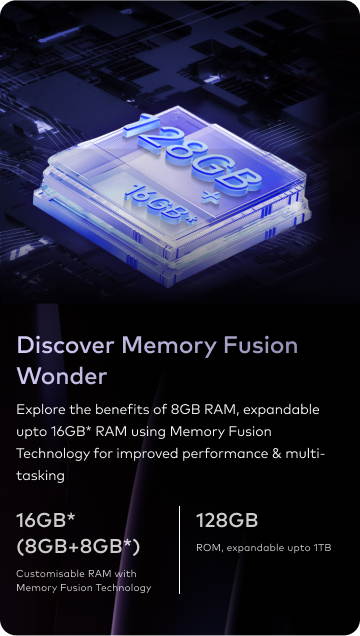 128GB
+
16GB*
Discover Memory Fusion
Wonder
Explore the benefits of 8GB RAM, expandable
upto 16GB* RAM using Memory Fusion
Technology for improved performance & multi-
tasking
16GB*
(8GB+8GB*)
Customisable RAM with
Memory Fusion Technology
128GB
ROM, expandable upto 1TB